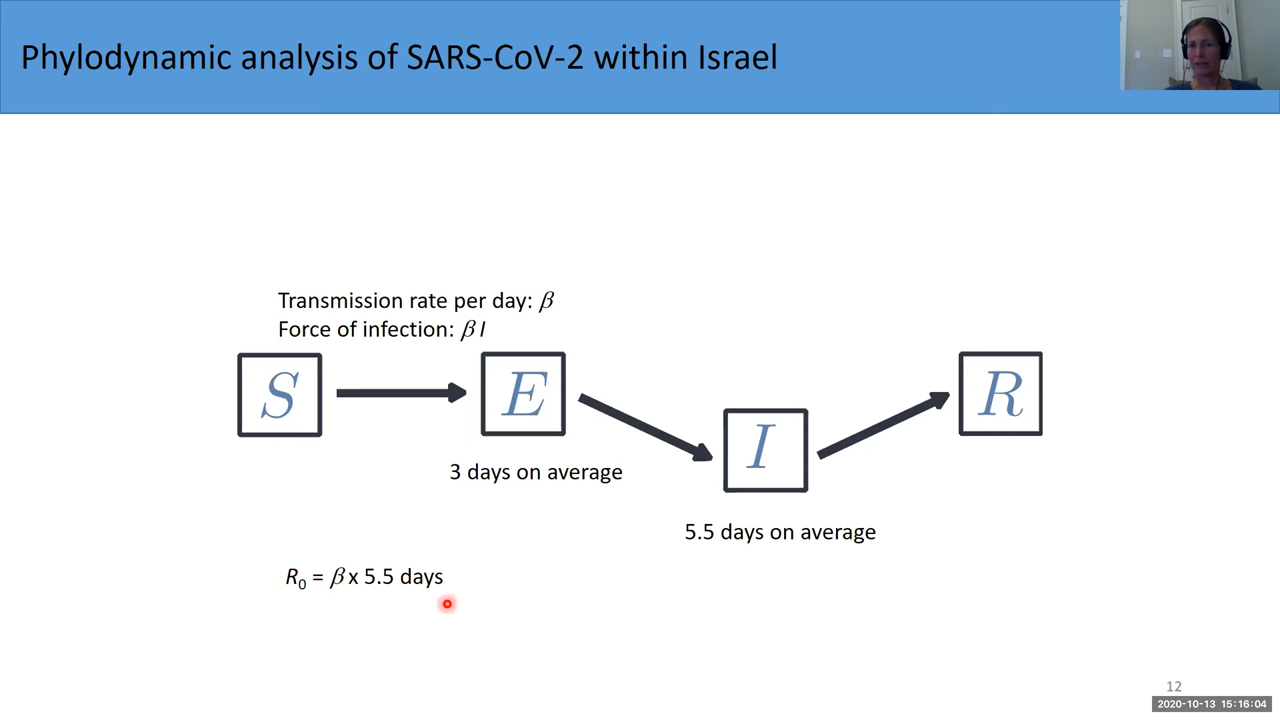 Phylodynamic analysis of SARS-CoV-2 within Israel
Transmission rate per day: β
Force of infection: β I
S
E
I
R
3 days on average
5.5 days on average
R₀ = β x 5.5 days
12
2020-10-13 15:16:04